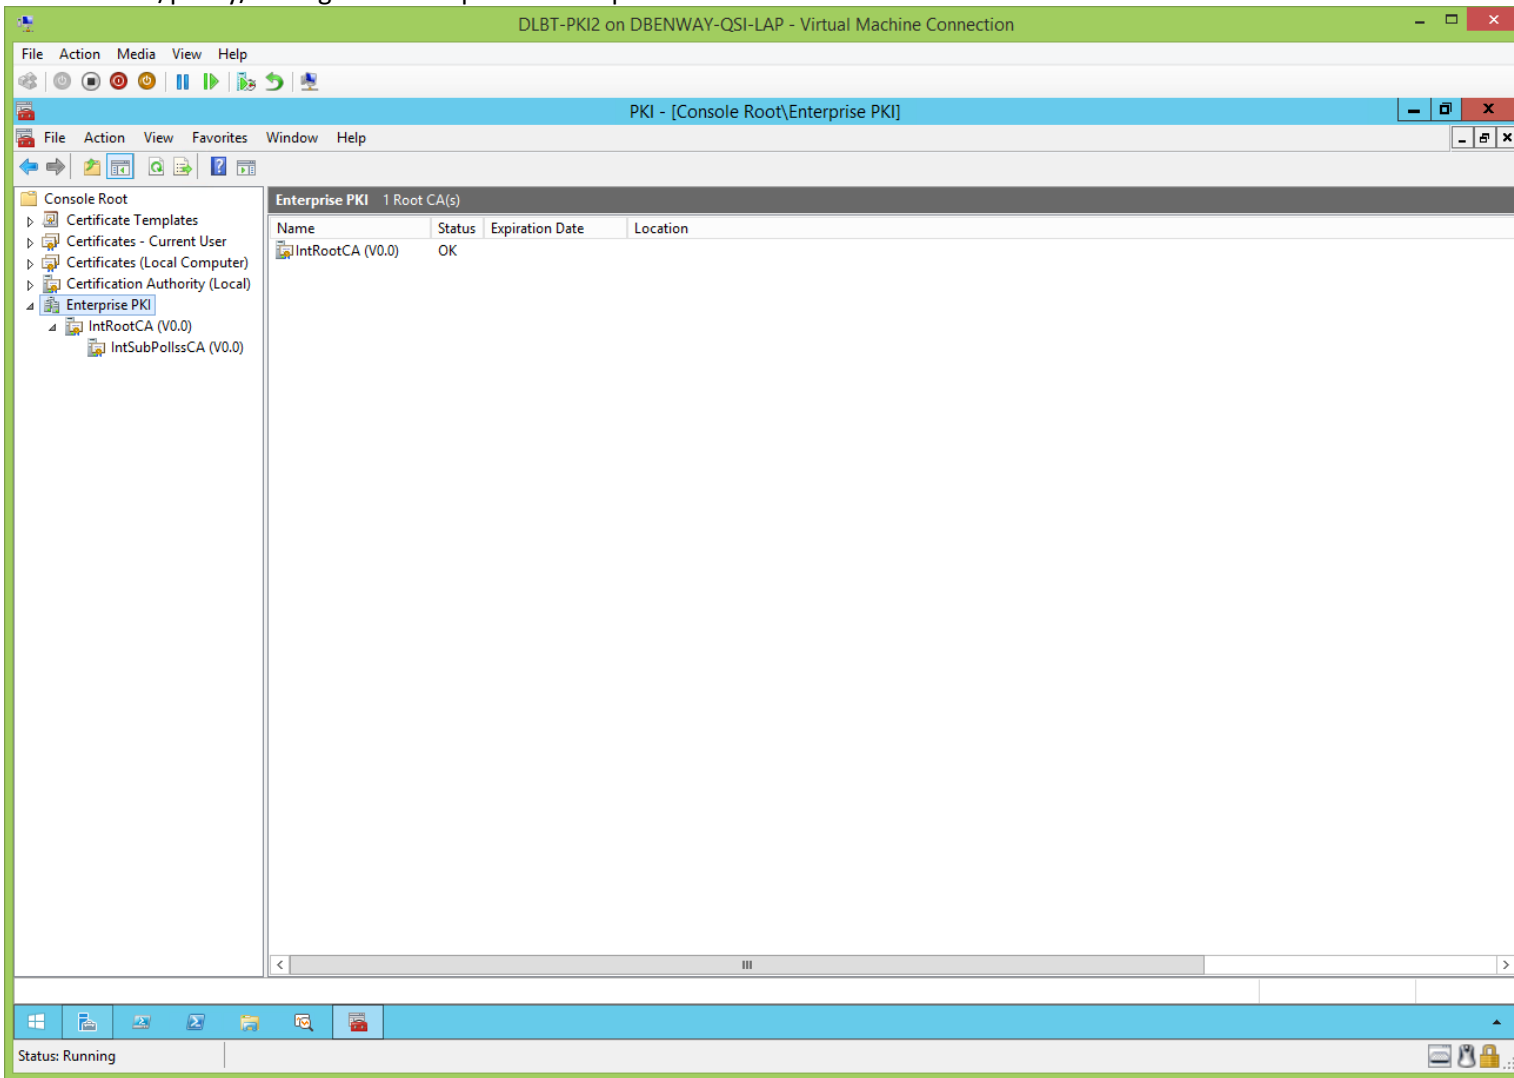 DLBT-PKI2 on DBENWAY-QSI-LAP - Virtual Machine Connection
File Action Media View Help
PKI - [Console Root\Enterprise PKI]
File Action View Favorites Window Help
Console Root
Certificate Templates
Certificates - Current User
Certificates (Local Computer)
Certification Authority (Local)
Enterprise PKI
IntRootCA (V0.0)
IntSubPolIssCA (V0.0)
Enterprise PKI 1 Root CA(s)
Name Status Expiration Date Location
IntRootCA (V0.0) OK
Status: Running